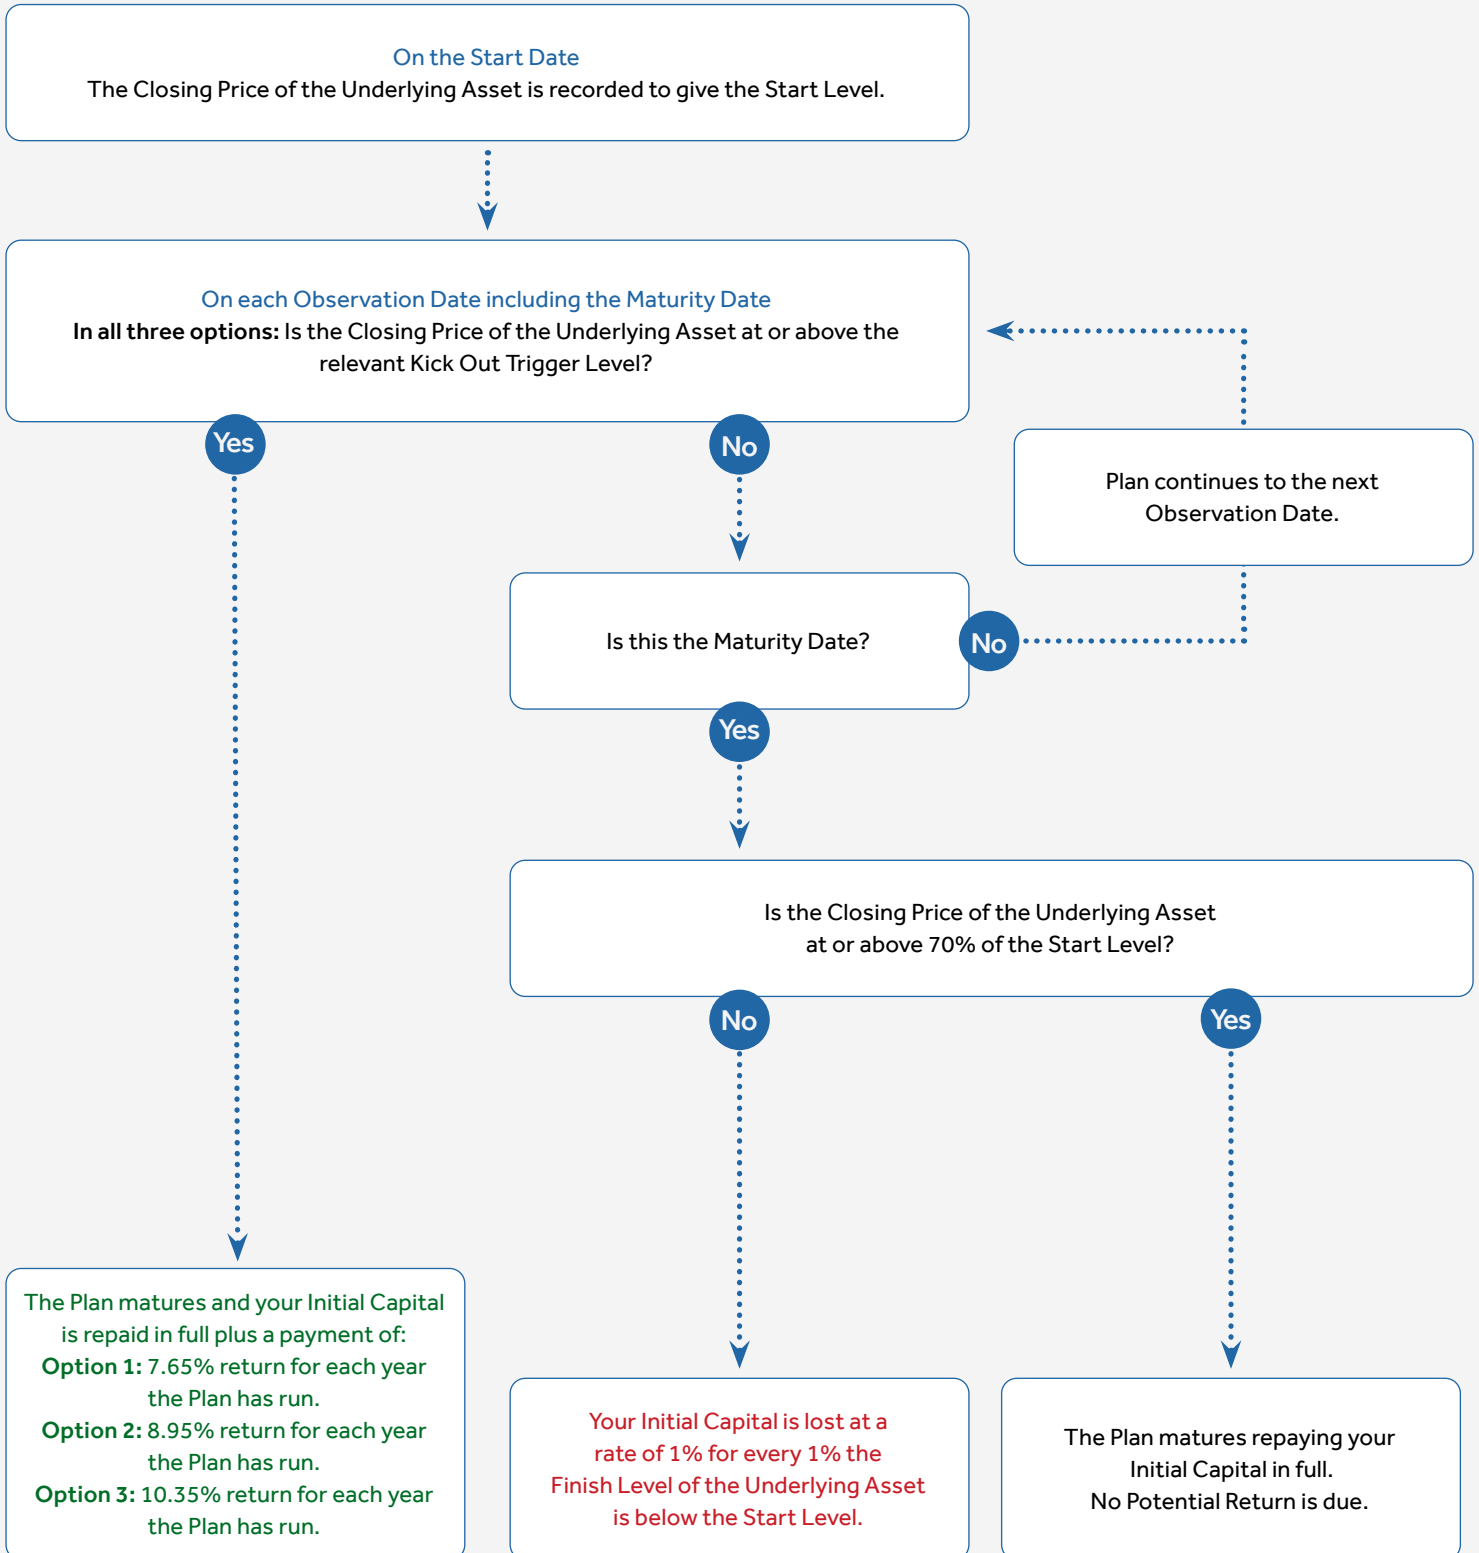 On the Start Date
The Closing Price of the Underlying Asset is recorded to give the Start Level.
On each Observation Date including the Maturity Date
In all three options: Is the Closing Price of the Underlying Asset at or above the
relevant Kick Out Trigger Level?
Yes
No
Plan continues to the next
Observation Date.
Is this the Maturity Date?
No
Yes
Is the Closing Price of the Underlying Asset
at or above 70% of the Start Level?
No
Yes
The Plan matures and your Initial Capital
is repaid in full plus a payment of:
Option 1: 7.65% return for each year
the Plan has run.
Option 2: 8.95% return for each year
the Plan has run.
Option 3: 10.35% return for each year
the Plan has run.
Your Initial Capital is lost at a
rate of 1% for every 1% the
Finish Level of the Underlying Asset
is below the Start Level.
The Plan matures repaying your
Initial Capital in full.
No Potential Return is due.